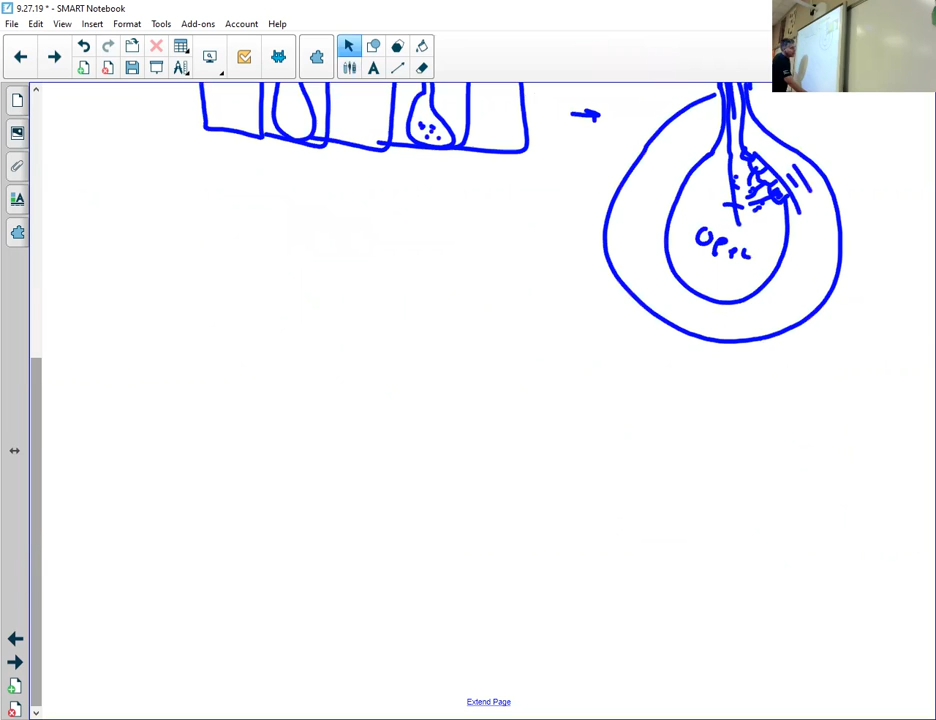 9.27.19 * - SMART Notebook
File Edit View Insert Format Tools Add-ons Account Help
Extend Page